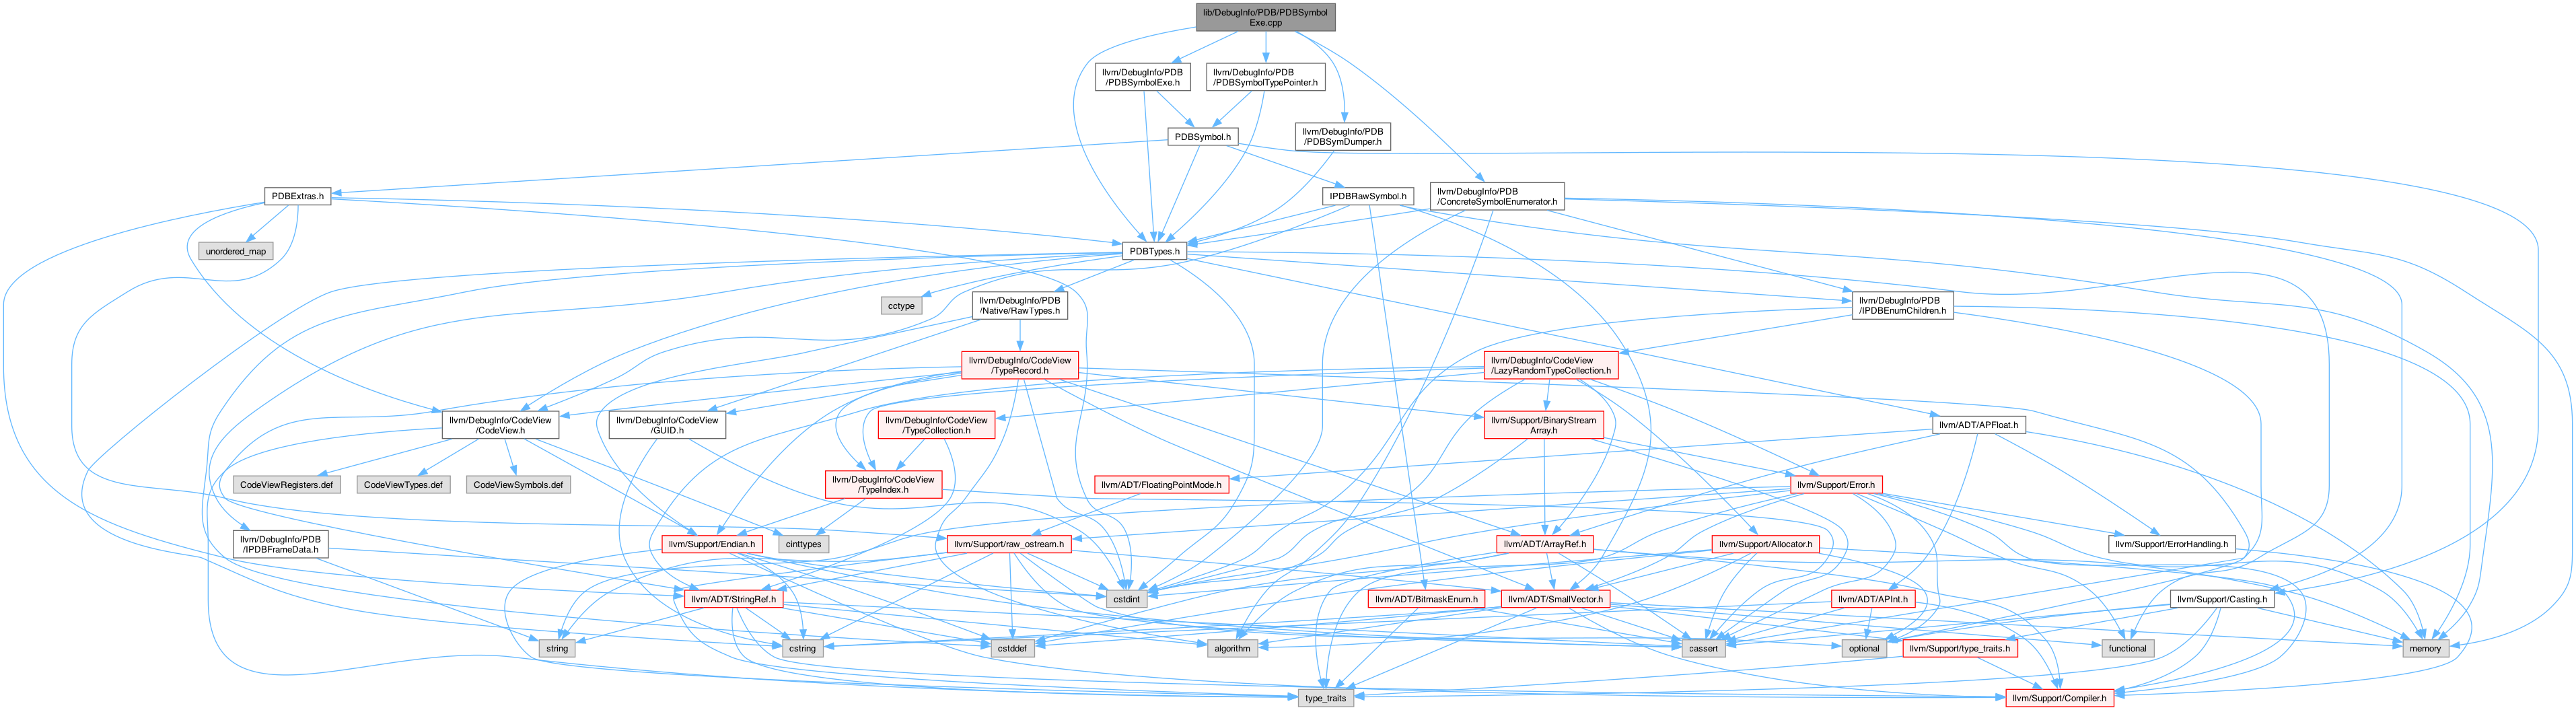 lib/DebugInfo/PDB/PDBSymbol
Exe.cpp
llvm/DebugInfo/PDB
/PDBSymbolExe.h
llvm/DebugInfo/PDB
/PDBSymbolTypePointer.h
PDBSymbol.h
llvm/DebugInfo/PDB
/PDBSymDumper.h
PDBExtras.h
IPDBRawSymbol.h
llvm/DebugInfo/PDB
/ConcreteSymbolEnumerator.h
unordered_map
PDBTypes.h
cctype
llvm/DebugInfo/PDB
/Native/RawTypes.h
llvm/DebugInfo/PDB
/IPDBEnumChildren.h
llvm/DebugInfo/CodeView
/TypeRecord.h
llvm/DebugInfo/CodeView
/LazyRandomTypeCollection.h
llvm/DebugInfo/CodeView
/CodeView.h
llvm/DebugInfo/CodeView
/GUID.h
llvm/DebugInfo/CodeView
/TypeCollection.h
llvm/Support/BinaryStream
Array.h
llvm/ADT/APFloat.h
CodeViewRegisters.def
CodeViewTypes.def
CodeViewSymbols.def
llvm/DebugInfo/CodeView
/TypeIndex.h
llvm/ADT/FloatingPointMode.h
llvm/Support/Error.h
llvm/DebugInfo/PDB
/IPDBFrameData.h
llvm/Support/Endian.h
cinttypes
llvm/Support/raw_ostream.h
llvm/ADT/ArrayRef.h
llvm/Support/Allocator.h
llvm/Support/ErrorHandling.h
llvm/ADT/StringRef.h
cstdint
llvm/ADT/BitmaskEnum.h
llvm/ADT/SmallVector.h
llvm/ADT/APInt.h
llvm/Support/Casting.h
string
cstring
cstddef
algorithm
cassert
optional
llvm/Support/type_traits.h
functional
memory
type_traits
llvm/Support/Compiler.h